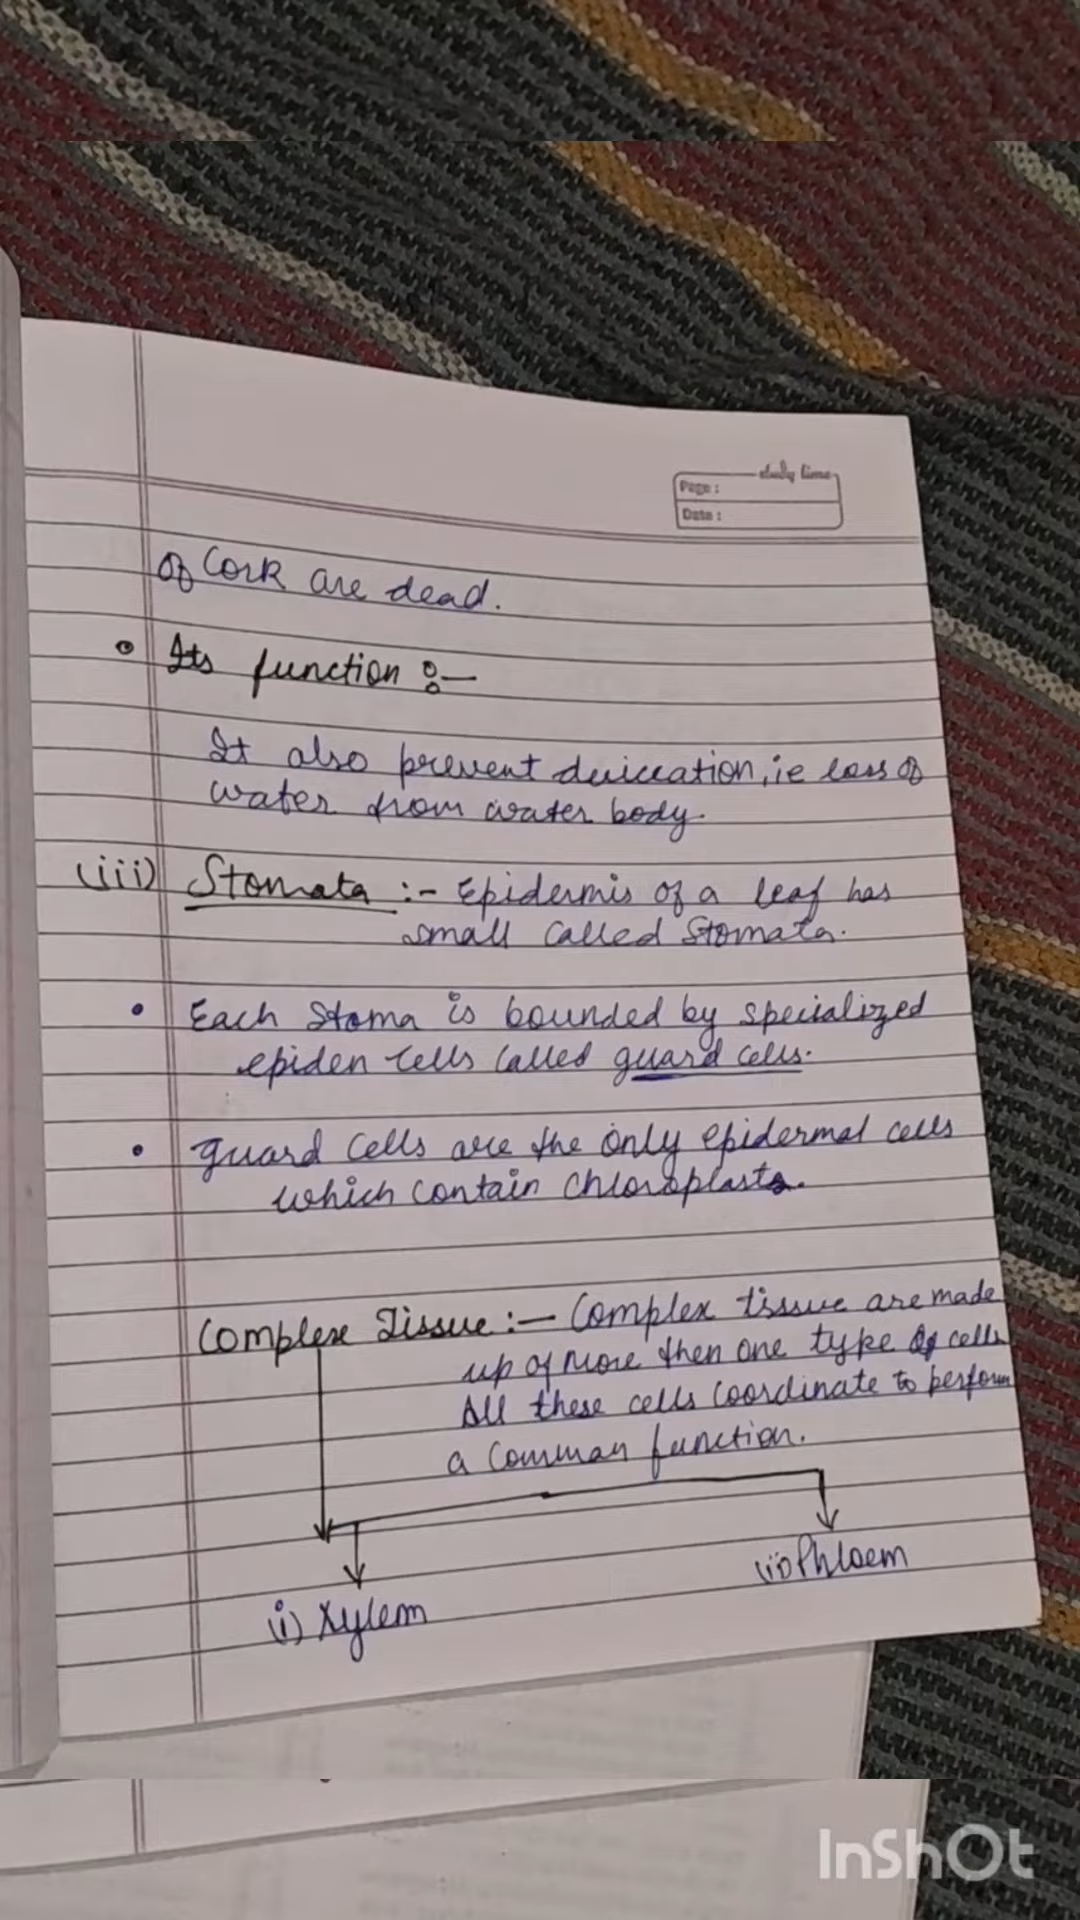 study time
Page :
Date :
of Cork are dead.
• Its function :-
It also prevent desiccation, ie loss of
water from water body.
(iii) Stomata :- Epidermis of a leaf has
small called Stomata.
• Each Stoma is bounded by specialized
epiden cells called guard cells.
• guard cells are the only epidermal cells
which contain chloroplasts.
Complex Tissue :- Complex tissue are made
up of more then one type of cells
All these cells coordinate to perform
a comman function.
(ii) Phloem
(i) Xylem
InShOt